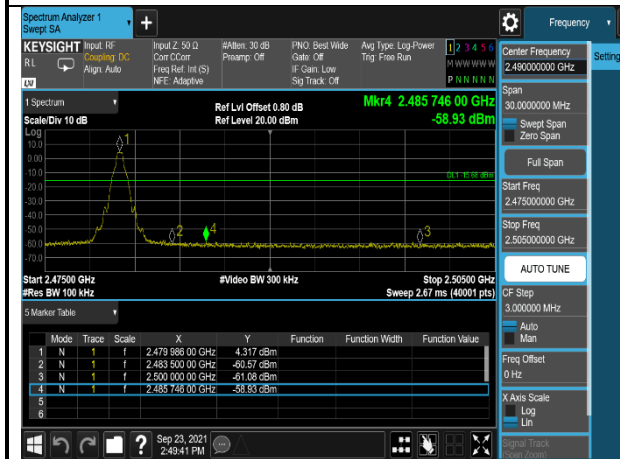 Spectrum Analyzer 1
Swept SA
+
Frequency
KEYSIGHT
RL
LXI
Input: RF
Coupling: DC
Align: Auto
Input Z: 50 Ω
Corr CCorr
Freq Ref: Int (S)
NFE: Adaptive
#Atten: 30 dB
Preamp: Off
PNO: Best Wide
Gate: Off
IF Gain: Low
Sig Track: Off
Avg Type: Log-Power
Trig: Free Run
1 2 3 4 5 6
M W W W W W
P N N N N N
1 Spectrum
Scale/Div 10 dB
Ref Lvl Offset 0.80 dB
Ref Level 20.00 dBm
Mkr4 2.485 746 00 GHz
-58.93 dBm
Log
10.0
0.00
-10.0
-20.0
-30.0
-40.0
-50.0
-60.0
-70.0
1
2
4
3
DL1 -15.68 dBm
Start 2.47500 GHz
#Res BW 100 kHz
#Video BW 300 kHz
Stop 2.50500 GHz
Sweep 2.67 ms (40001 pts)
5 Marker Table
Mode Trace Scale X Y Function Function Width Function Value
1 N 1 f 2.479 986 00 GHz 4.317 dBm
2 N 1 f 2.483 500 00 GHz -60.57 dBm
3 N 1 f 2.500 000 00 GHz -61.08 dBm
4 N 1 f 2.485 746 00 GHz -58.93 dBm
5
6
Sep 23, 2021
2:49:41 PM
?
Center Frequency
2.490000000 GHz
Settings
Span
30.0000000 MHz
Swept Span
Zero Span
Full Span
Start Freq
2.475000000 GHz
Stop Freq
2.505000000 GHz
AUTO TUNE
CF Step
3.000000 MHz
Auto
Man
Freq Offset
0 Hz
X Axis Scale
Log
Lin
Signal Track
(Span Zoom)